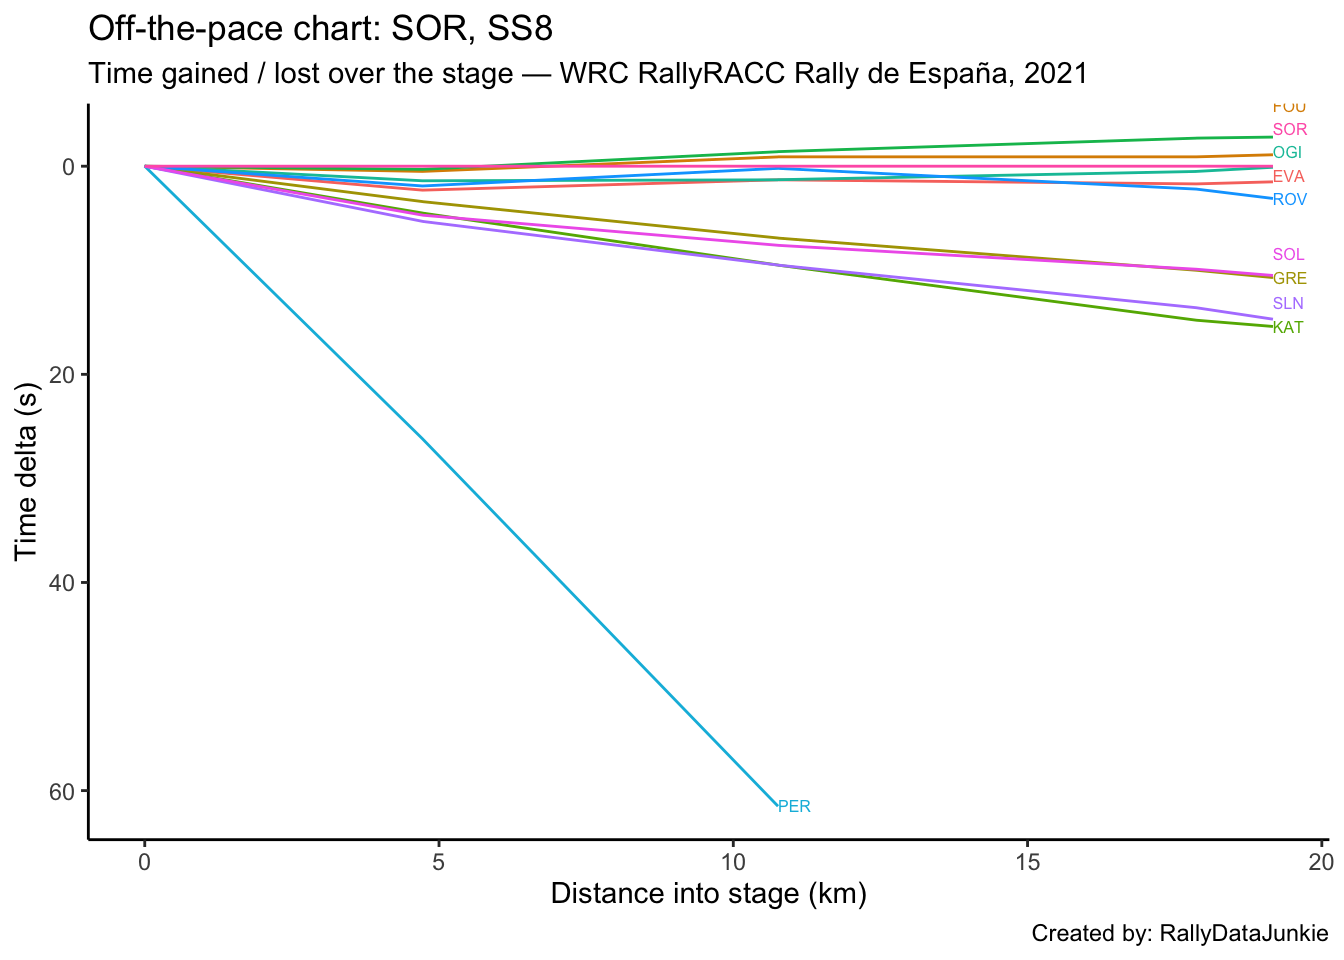 Off-the-pace chart: SOR, SS8
Time gained / lost over the stage — WRC RallyRACC Rally de España, 2021
FOU
SOR
OGI
EVA
ROV
SOL
GRE
SLN
KAT
PER
0
20
40
60
Time delta (s)
0
5
10
15
20
Distance into stage (km)
Created by: RallyDataJunkie